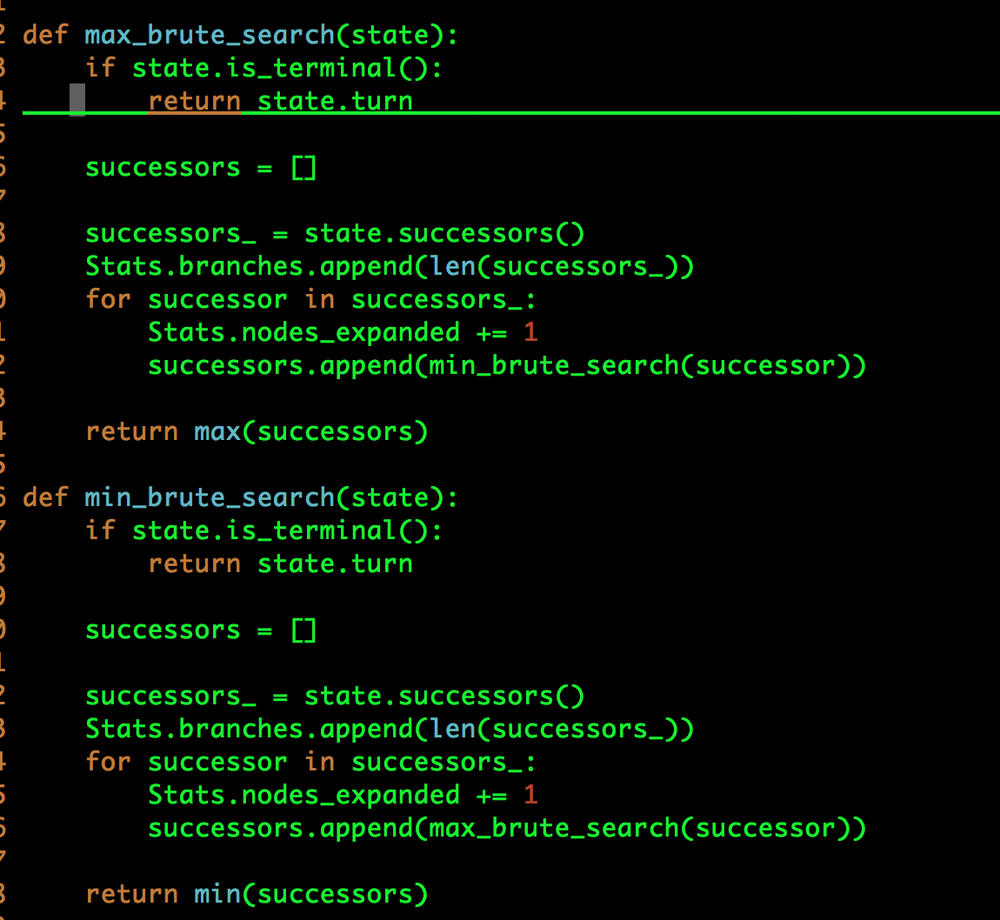 def max_brute_search(state):
    if state.is_terminal():
        return state.turn

    successors = []

    successors_ = state.successors()
    Stats.branches.append(len(successors_))
    for successor in successors_:
        Stats.nodes_expanded += 1
        successors.append(min_brute_search(successor))

    return max(successors)

def min_brute_search(state):
    if state.is_terminal():
        return state.turn

    successors = []

    successors_ = state.successors()
    Stats.branches.append(len(successors_))
    for successor in successors_:
        Stats.nodes_expanded += 1
        successors.append(max_brute_search(successor))

    return min(successors)